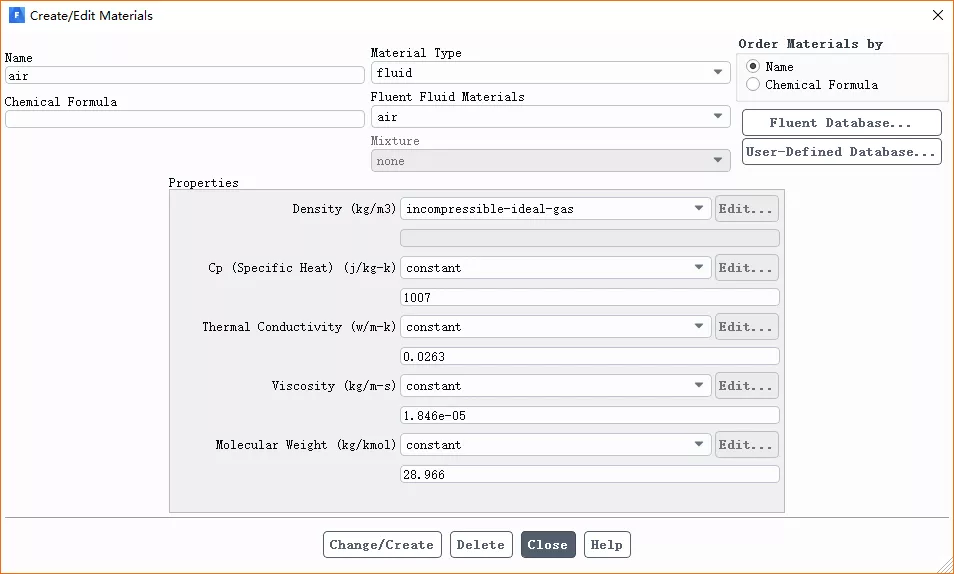 Create/Edit Materials
Name
air
Chemical Formula
Material Type
fluid
Fluent Fluid Materials
air
Mixture
none
Order Materials by
Name
Chemical Formula
Fluent Database...
User-Defined Database...
Properties
Density (kg/m3) incompressible-ideal-gas Edit...
Cp (Specific Heat) (j/kg-k) constant Edit...
1007
Thermal Conductivity (w/m-k) constant Edit...
0.0263
Viscosity (kg/m-s) constant Edit...
1.846e-05
Molecular Weight (kg/kmol) constant Edit...
28.966
Change/Create Delete Close Help